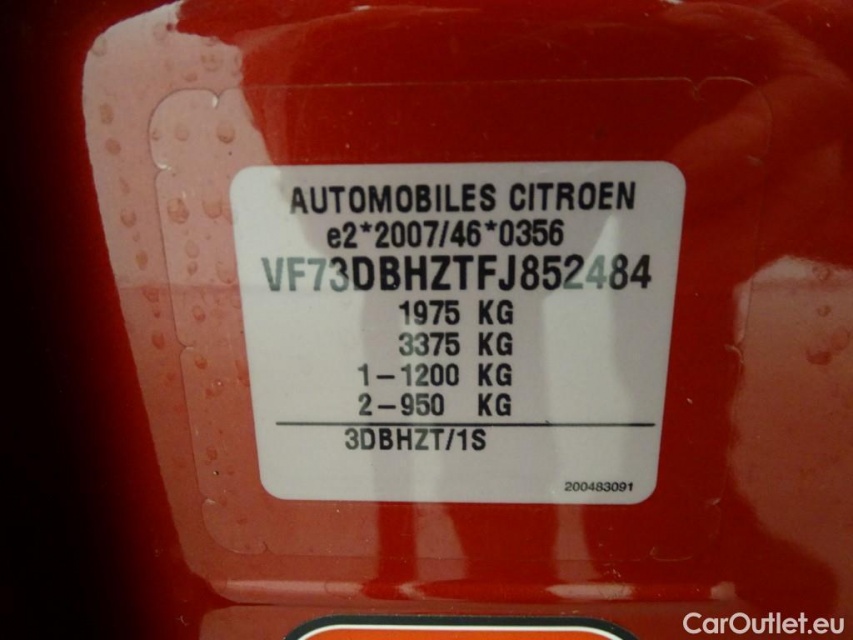 AUTOMOBILES CITROEN
e2*2007/46*0356
VF73DBHZTFJ852484
1975 KG
3375 KG
1-1200 KG
2-950 KG
3DBHZT/1S
200483091
CarOutlet.eu